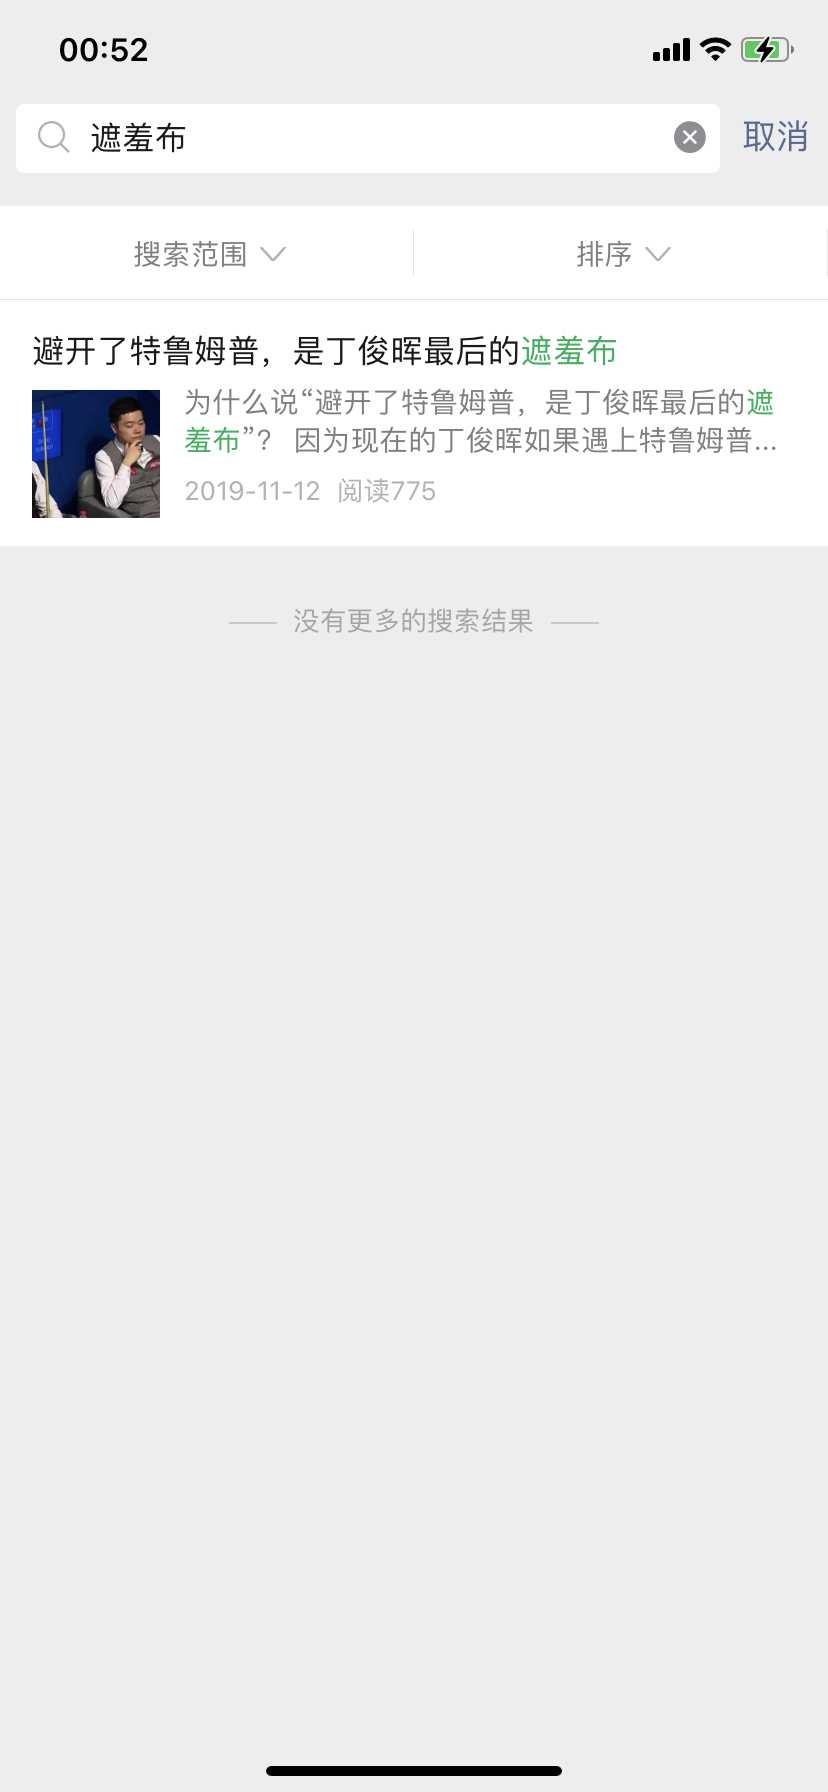 00:52
遮羞布
取消
搜索范围
排序
避开了特鲁姆普，是丁俊晖最后的遮羞布
为什么说“避开了特鲁姆普，是丁俊晖最后的遮
羞布”？ 因为现在的丁俊晖如果遇上特鲁姆普...
2019-11-12 阅读775
没有更多的搜索结果